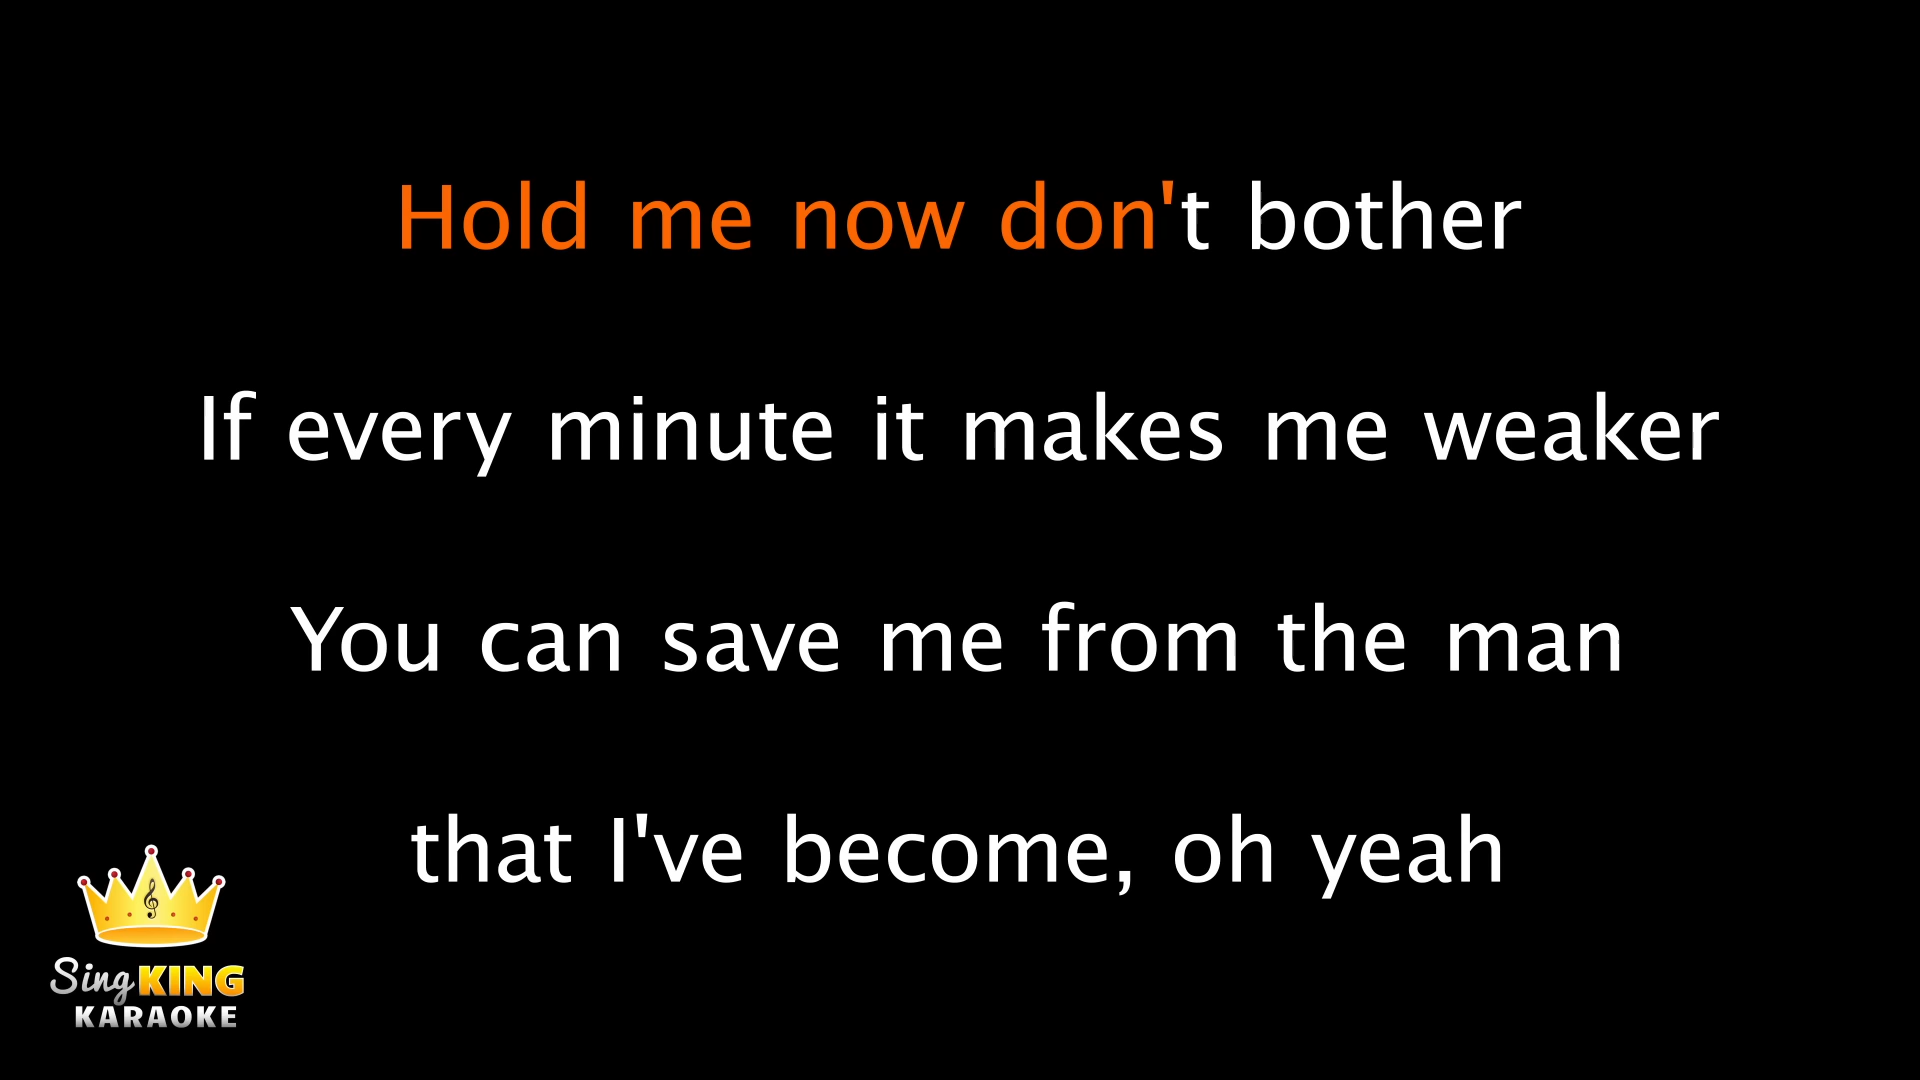 Hold me now don't bother
If every minute it makes me weaker
You can save me from the man
that I've become, oh yeah
Sing KING
KARAOKE